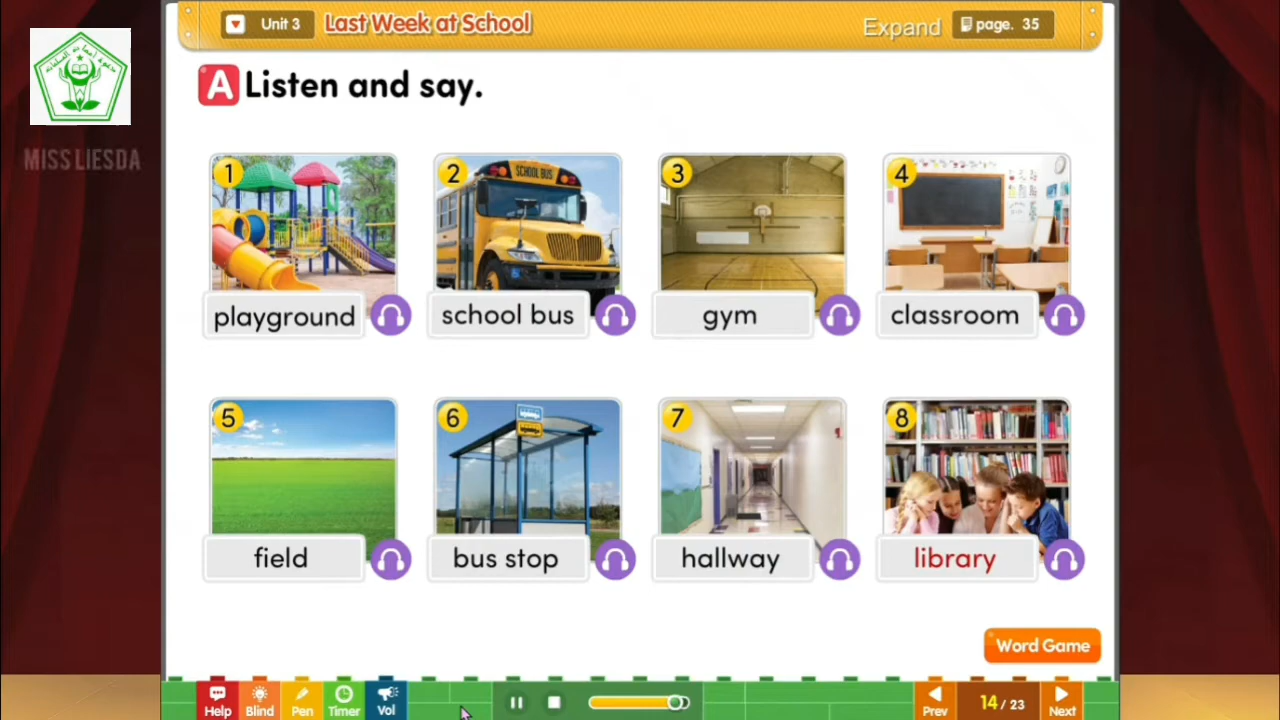 Unit 3
Last Week at School
Expand
page. 35
MISS LIESDA
A Listen and say.
1
2
SCHOOL BUS
3
4
playground
school bus
gym
classroom
5
6
7
8
field
bus stop
hallway
library
Word Game
Help
Blind
Pen
Timer
Vol
Prev
14 / 23
Next